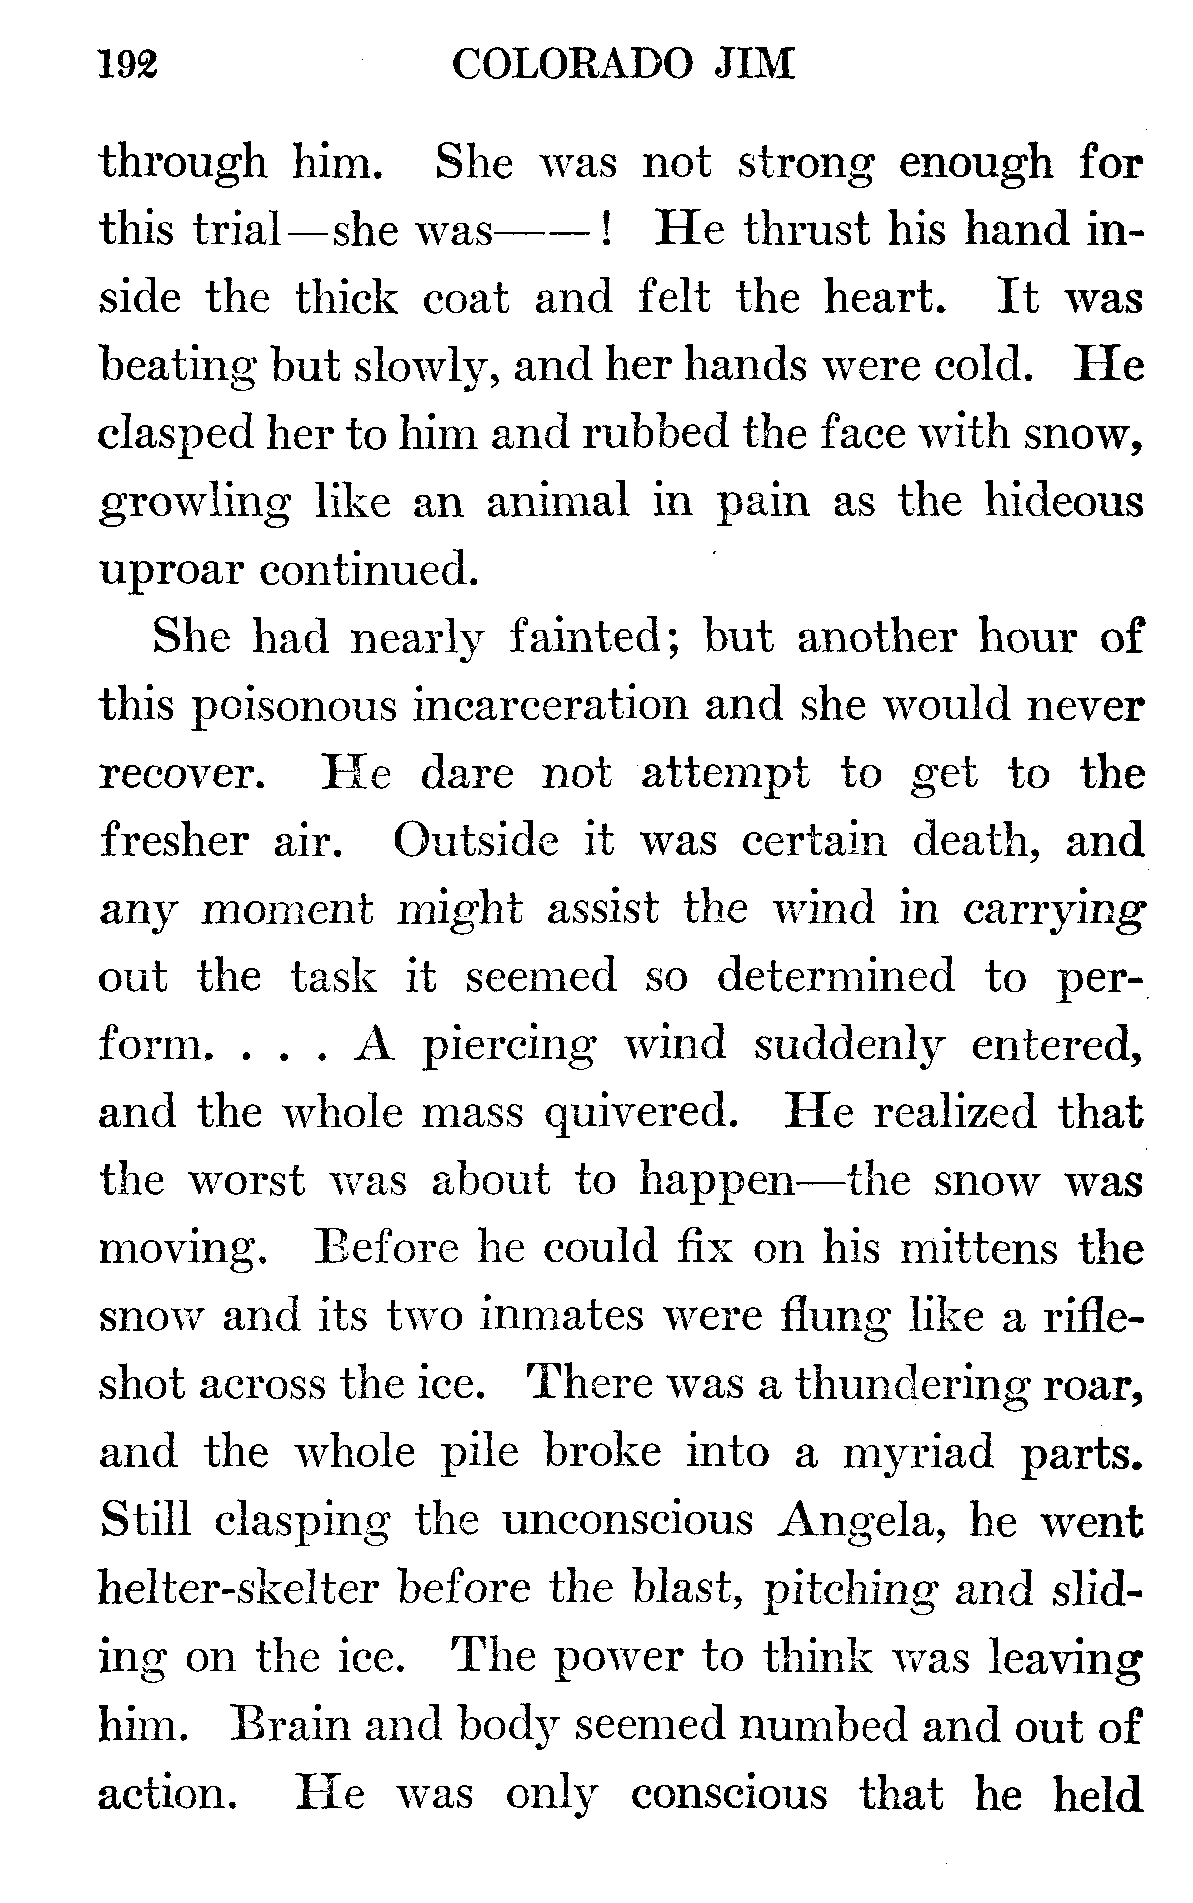 192 COLORADO JIM
through him. She was not strong enough for
this trial—she was——! He thrust his hand in-
side the thick coat and felt the heart. It was
beating but slowly, and her hands were cold. He
clasped her to him and rubbed the face with snow,
growling like an animal in pain as the hideous
uproar continued.
She had nearly fainted; but another hour of
this poisonous incarceration and she would never
recover. He dare not attempt to get to the
fresher air. Outside it was certain death, and
any moment might assist the wind in carrying
out the task it seemed so determined to per-
form. . . . A piercing wind suddenly entered,
and the whole mass quivered. He realized that
the worst was about to happen—the snow was
moving. Before he could fix on his mittens the
snow and its two inmates were flung like a rifle-
shot across the ice. There was a thundering roar,
and the whole pile broke into a myriad parts.
Still clasping the unconscious Angela, he went
helter-skelter before the blast, pitching and slid-
ing on the ice. The power to think was leaving
him. Brain and body seemed numbed and out of
action. He was only conscious that he held